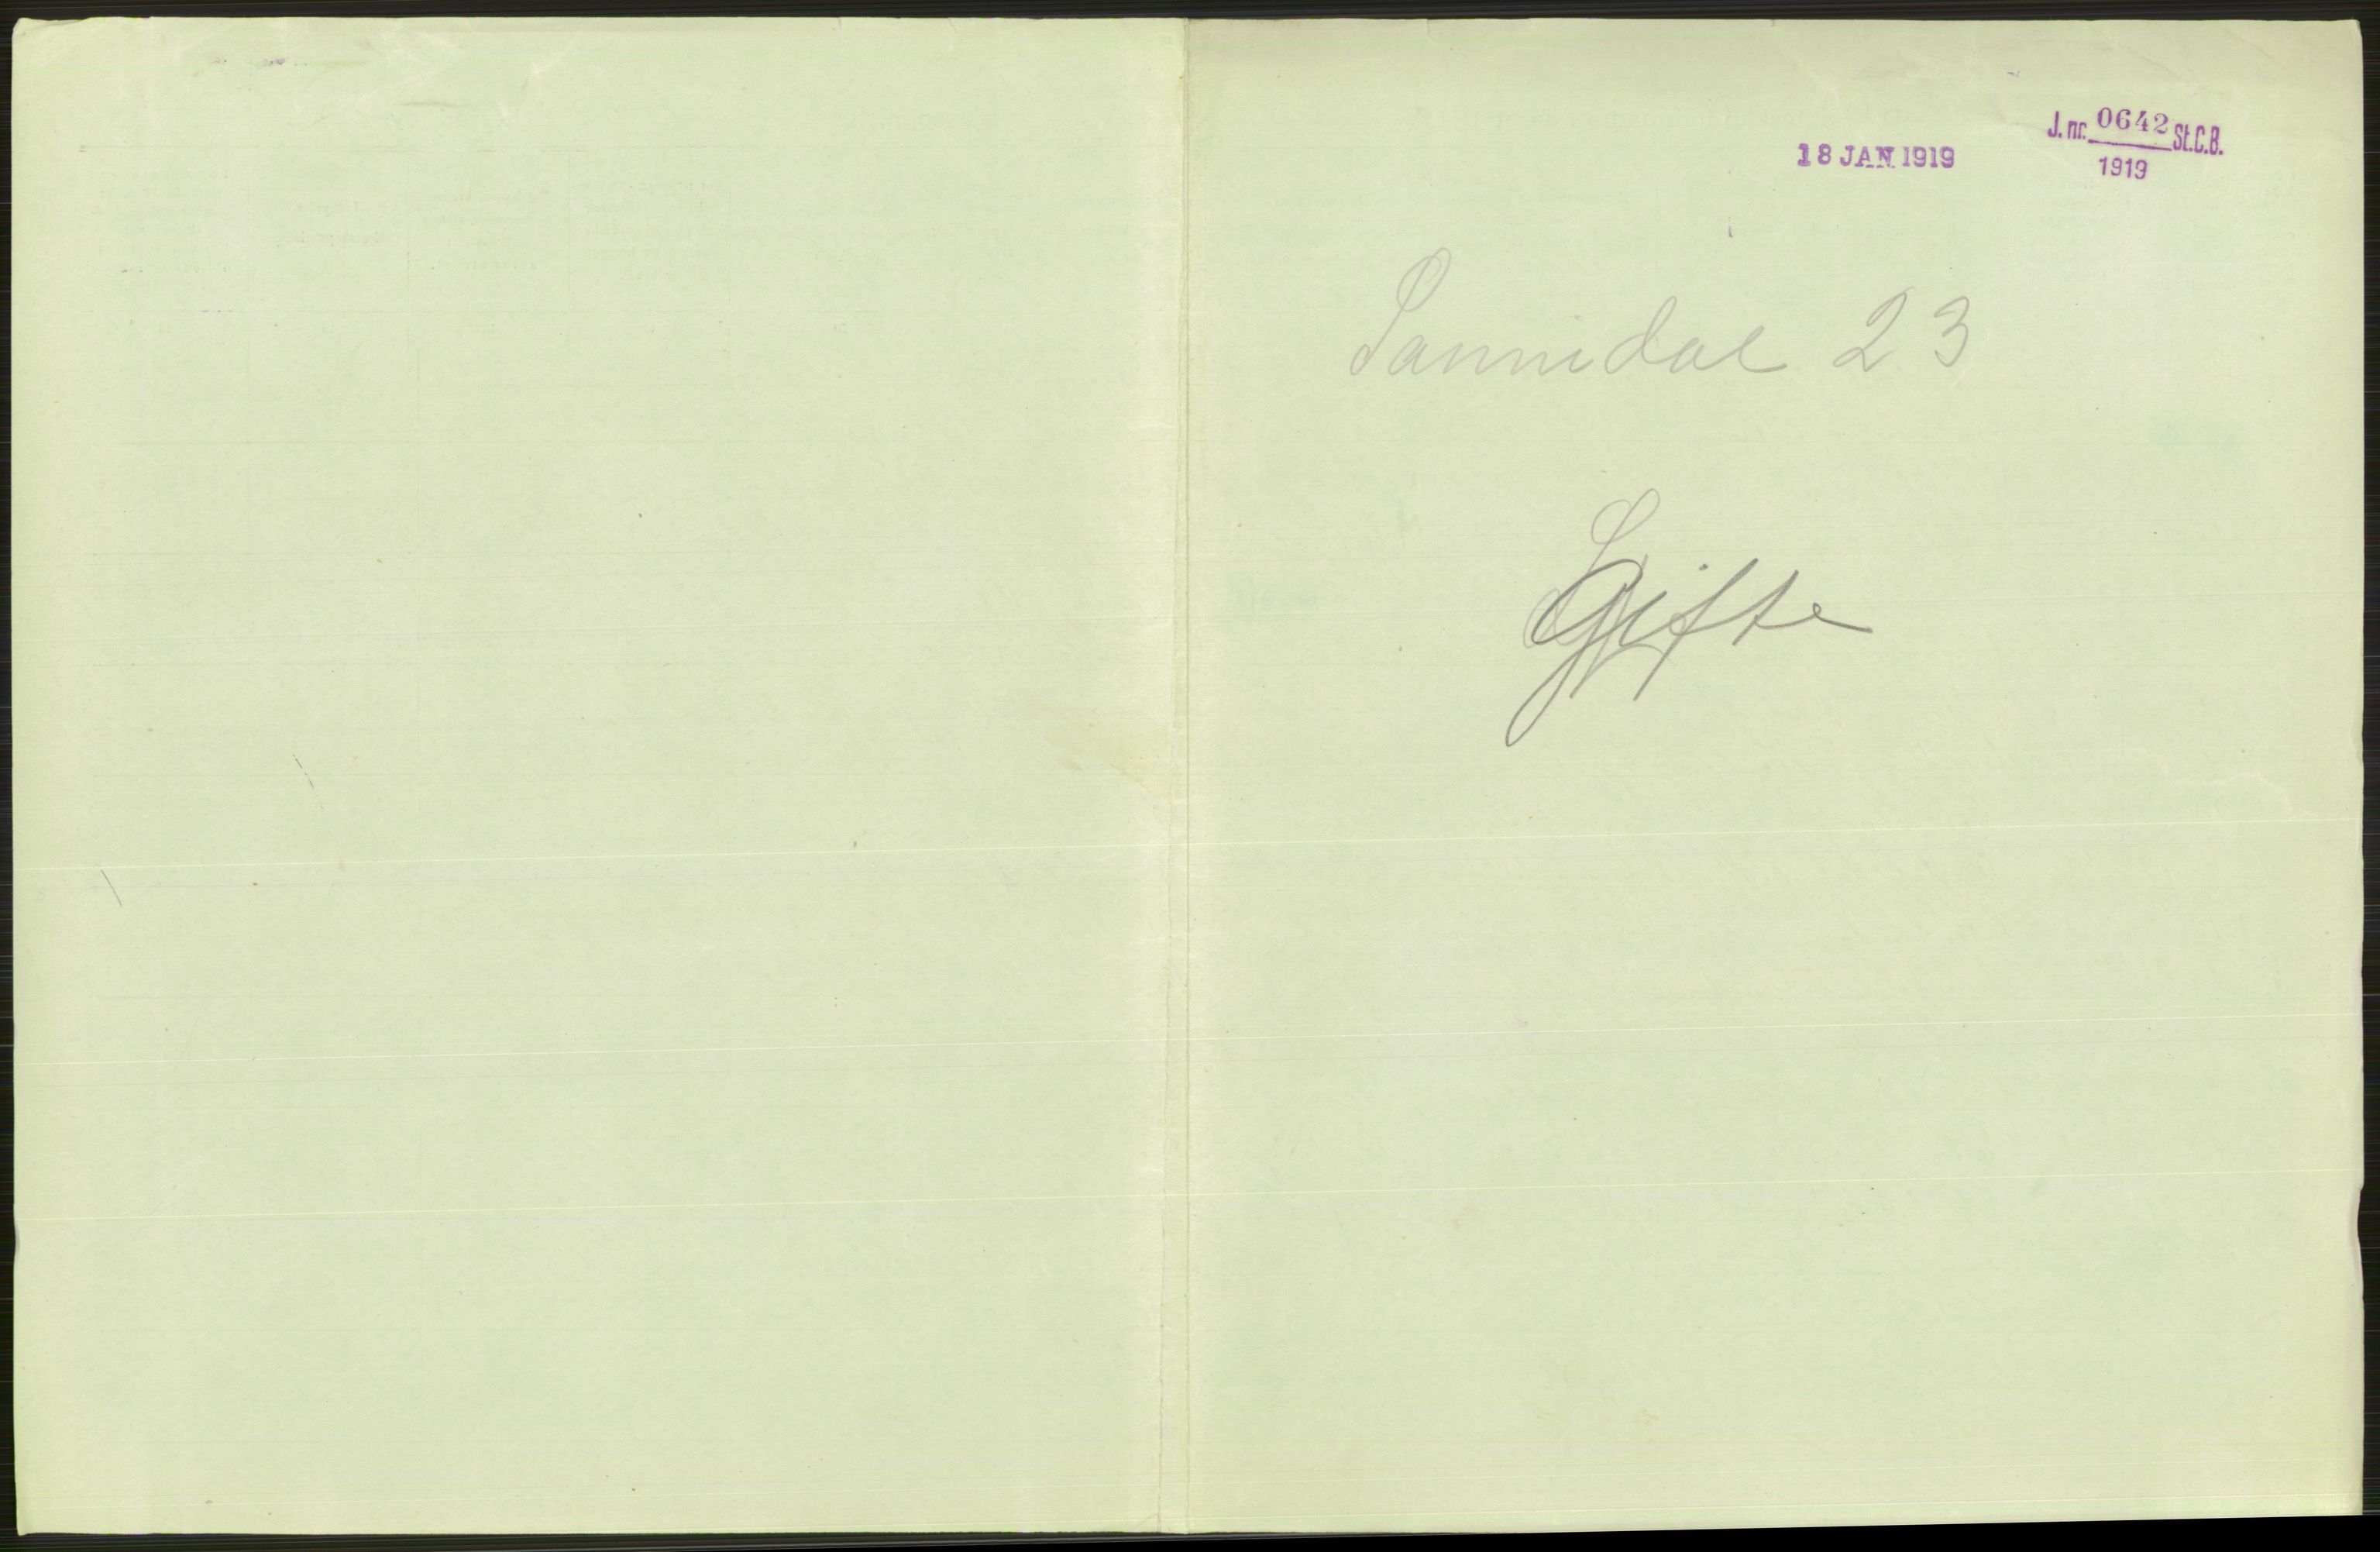 18 JAN 1919
J. nr. 0642 St.C.B.
1919
Sannidal 23
Gifte